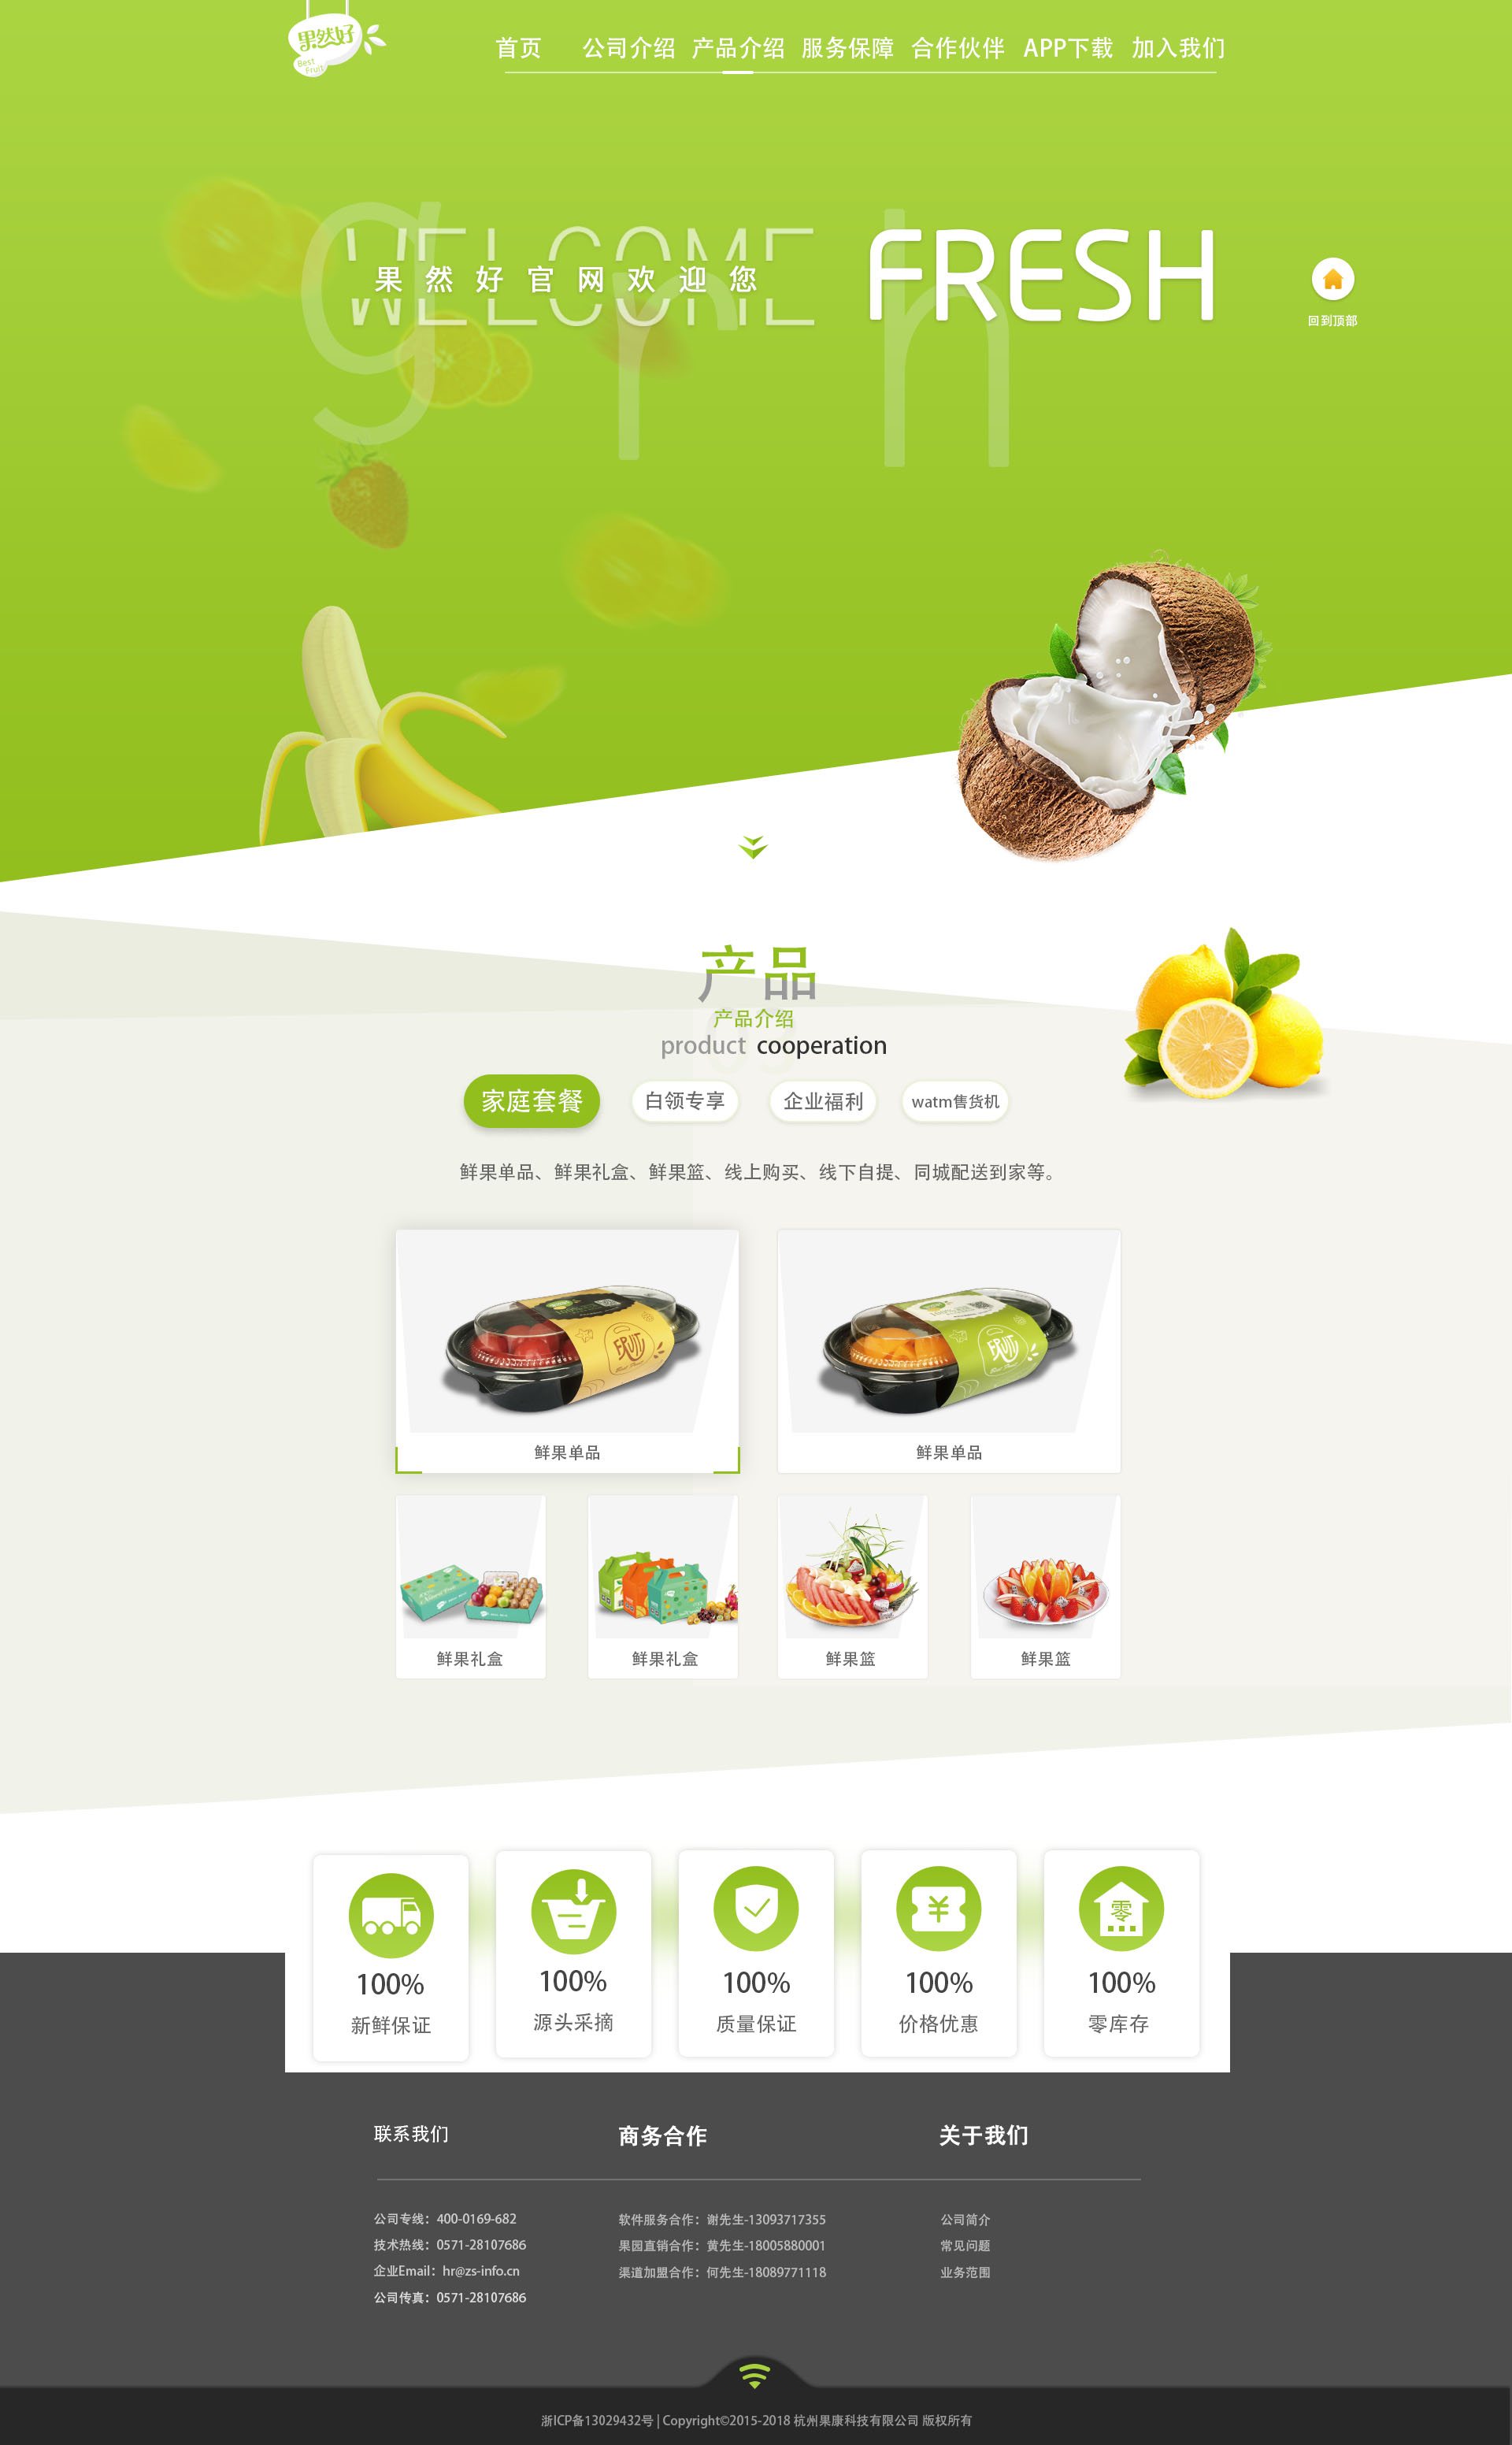 果然好
Best
Fruit
首页 公司介绍 产品介绍 服务保障 合作伙伴 APP下载 加入我们
WELCOME
果然好官网欢迎您
FRESH
g r h
回到顶部
产品
产品介绍
product cooperation
家庭套餐 白领专享 企业福利 watm售货机
鲜果单品、鲜果礼盒、鲜果篮、线上购买、线下自提、同城配送到家等。
FRUIT
FRUIT
鲜果单品 鲜果单品
鲜果礼盒 鲜果礼盒 鲜果篮 鲜果篮
¥ 零
100% 100% 100% 100% 100%
新鲜保证 源头采摘 质量保证 价格优惠 零库存
联系我们 商务合作 关于我们
公司专线：400-0169-682 软件服务合作：谢先生-13093717355 公司简介
技术热线：0571-28107686 果园直销合作：黄先生-18005880001 常见问题
企业Email：hr@zs-info.cn 渠道加盟合作：何先生-18089771118 业务范围
公司传真：0571-28107686
浙ICP备13029432号 | Copyright©2015-2018 杭州果康科技有限公司 版权所有